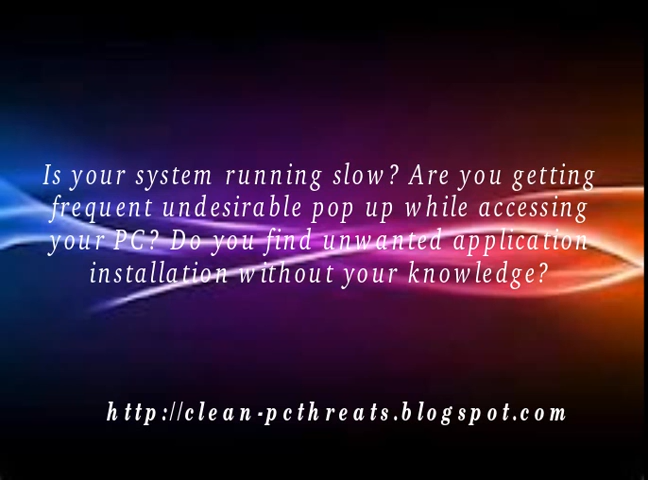 Is your system running slow? Are you getting
frequent undesirable pop up while accessing
your PC? Do you find unwanted application
installation without your knowledge?
http://clean-pcthreats.blogspot.com